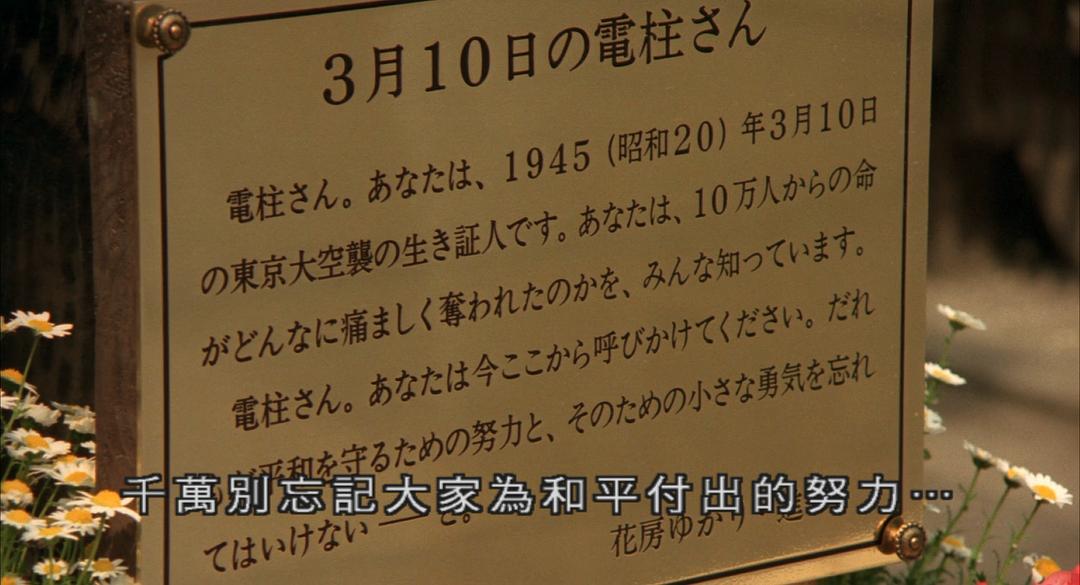 3月10日の電柱さん
電柱さん。あなたは、1945（昭和20）年3月10日
の東京大空襲の生き証人です。あなたは、10万人からの命
がどんなに痛ましく奪われたのかを、みんな知っています。
電柱さん。あなたは今ここから呼びかけてください。だれ
が平和を守るための努力と、そのための小さな勇気を忘れ
てはいけない——と。
花房ゆかり
千萬別忘記大家為和平付出的努力…